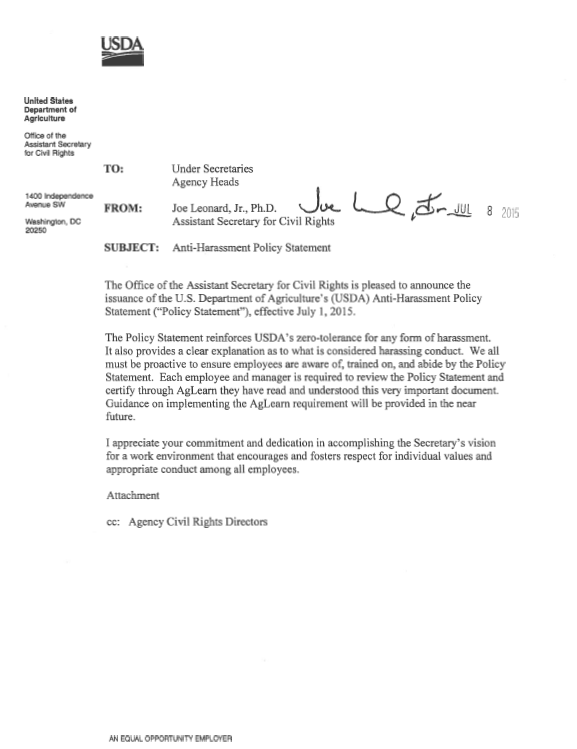 USDA
United States
Department of
Agriculture
Office of the
Assistant Secretary
for Civil Rights
1400 Independence
Avenue SW
Washington, DC
20250
TO: Under Secretaries
Agency Heads
FROM: Joe Leonard, Jr., Ph.D. Joe L Jr JUL 8 2015
Assistant Secretary for Civil Rights
SUBJECT: Anti-Harassment Policy Statement
The Office of the Assistant Secretary for Civil Rights is pleased to announce the
issuance of the U.S. Department of Agriculture's (USDA) Anti-Harassment Policy
Statement ("Policy Statement"), effective July 1, 2015.
The Policy Statement reinforces USDA's zero-tolerance for any form of harassment.
It also provides a clear explanation as to what is considered harassing conduct. We all
must be proactive to ensure employees are aware of, trained on, and abide by the Policy
Statement. Each employee and manager is required to review the Policy Statement and
certify through AgLearn they have read and understood this very important document.
Guidance on implementing the AgLearn requirement will be provided in the near
future.
I appreciate your commitment and dedication in accomplishing the Secretary's vision
for a work environment that encourages and fosters respect for individual values and
appropriate conduct among all employees.
Attachment
cc: Agency Civil Rights Directors
AN EQUAL OPPORTUNITY EMPLOYER